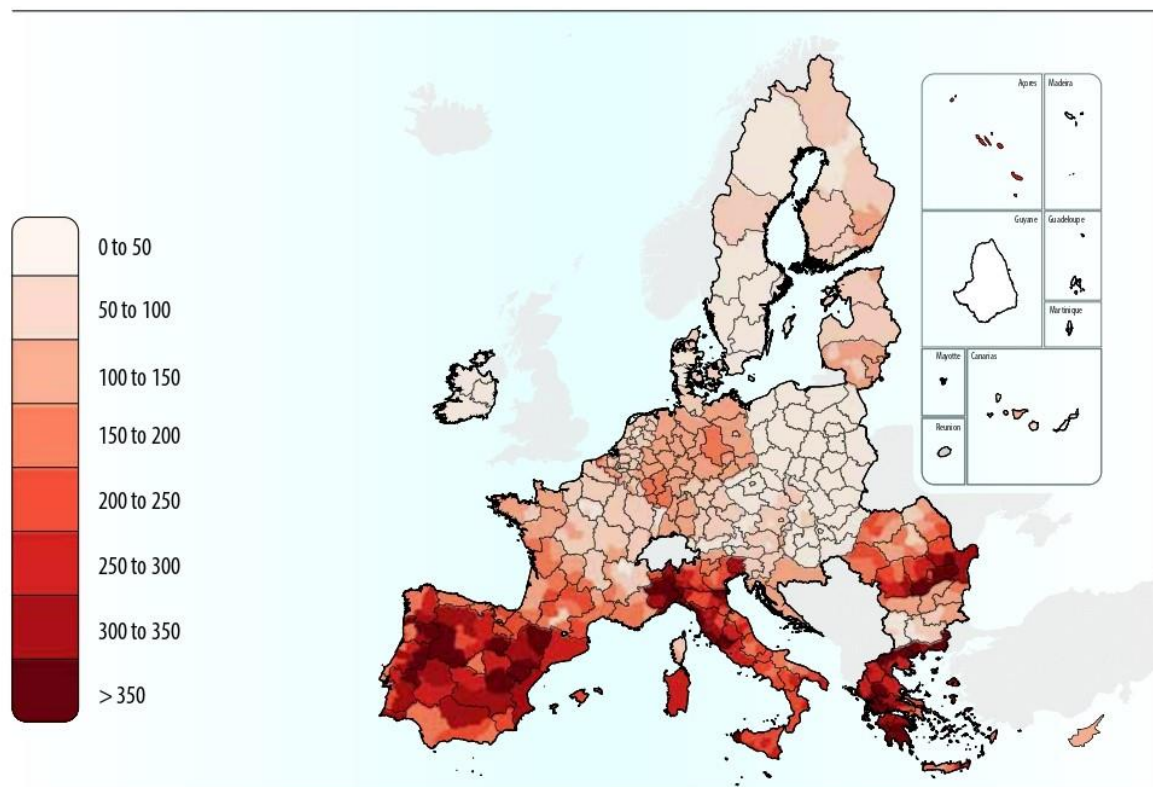 0 to 50
50 to 100
100 to 150
150 to 200
200 to 250
250 to 300
300 to 350
> 350
Açores
Madeira
Guyane
Guadeloupe
Martinique
Mayotte
Canarias
Reunion